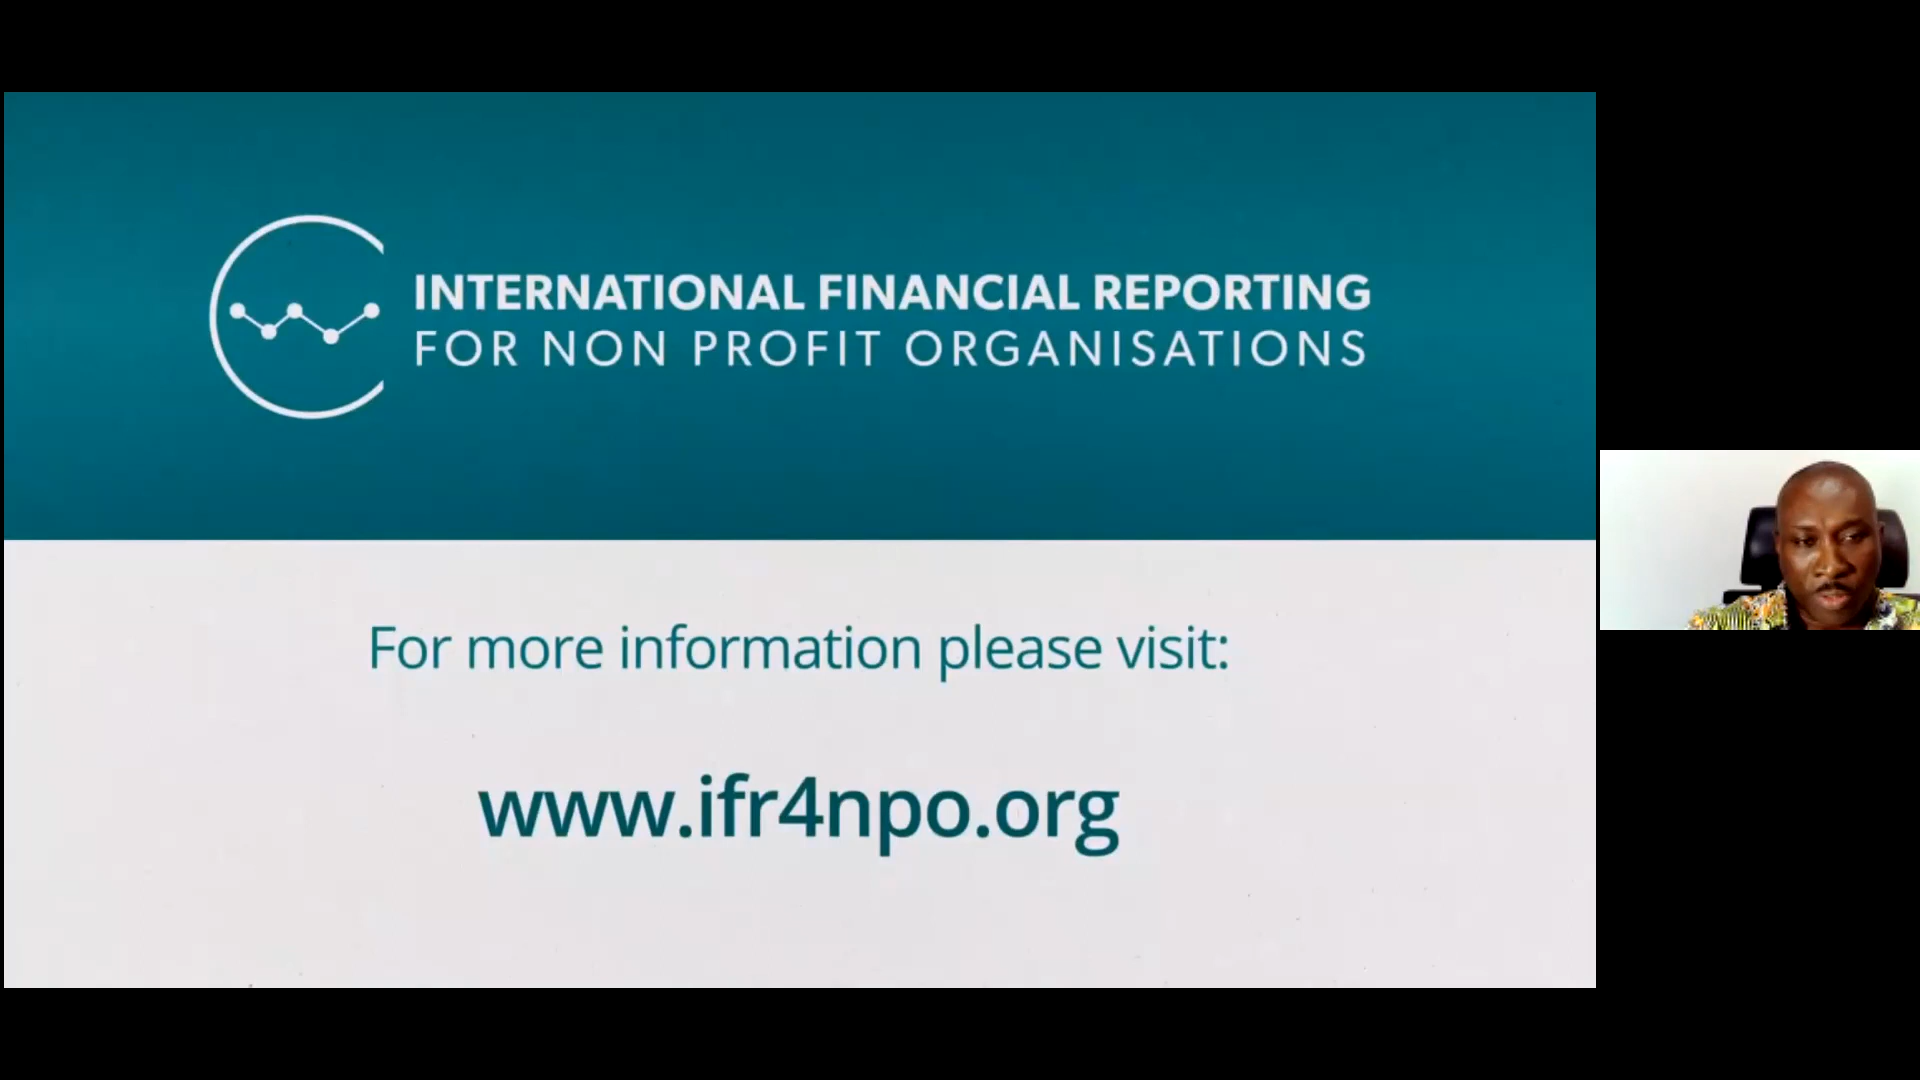 INTERNATIONAL FINANCIAL REPORTING
FOR NON PROFIT ORGANISATIONS
For more information please visit:
www.ifr4npo.org